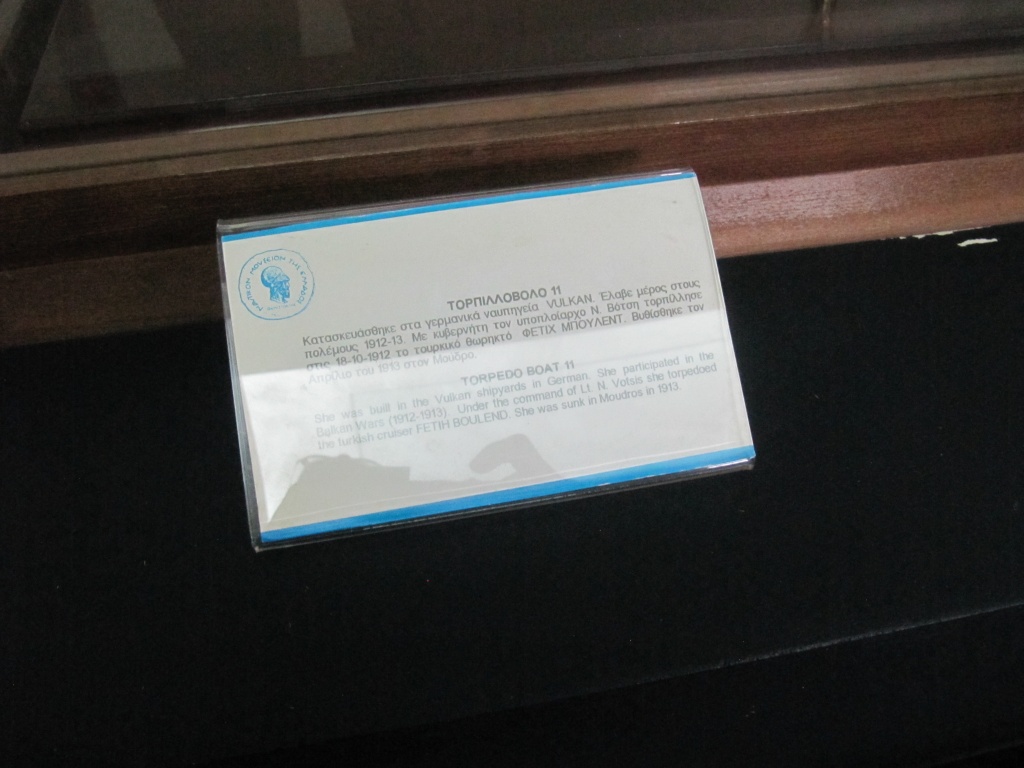 ΤΟΡΠΙΛΛΟΒΟΛΟ 11
Κατασκευάσθηκε στα γερμανικά ναυπηγεία VULKAN. Έλαβε μέρος στους
πολέμους 1912-13. Με κυβερνήτη τον υποπλοίαρχο Ν. Βότση τορπίλλησε
στις 18-10-1912 το τουρκικό θωρηκτό ΦΕΤΙΧ ΜΠΟΥΛΕΝΤ. Βυθίσθηκε τον
Απρίλιο του 1913 στον Μούδρο.
TORPEDO BOAT 11
She was built in the Vulkan shipyards in German. She participated in the
Balkan Wars (1912-1913). Under the command of Lt. N. Votsis she torpedoed
the turkish cruiser FETIH BOULEND. She was sunk in Moudros in 1913.